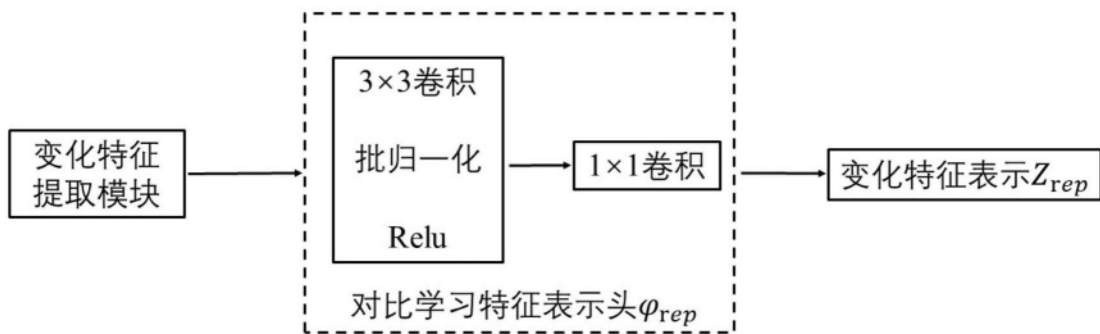 变化特征
提取模块
3×3卷积
批归一化
Relu
1×1卷积
对比学习特征表示头φrep
变化特征表示Zrep